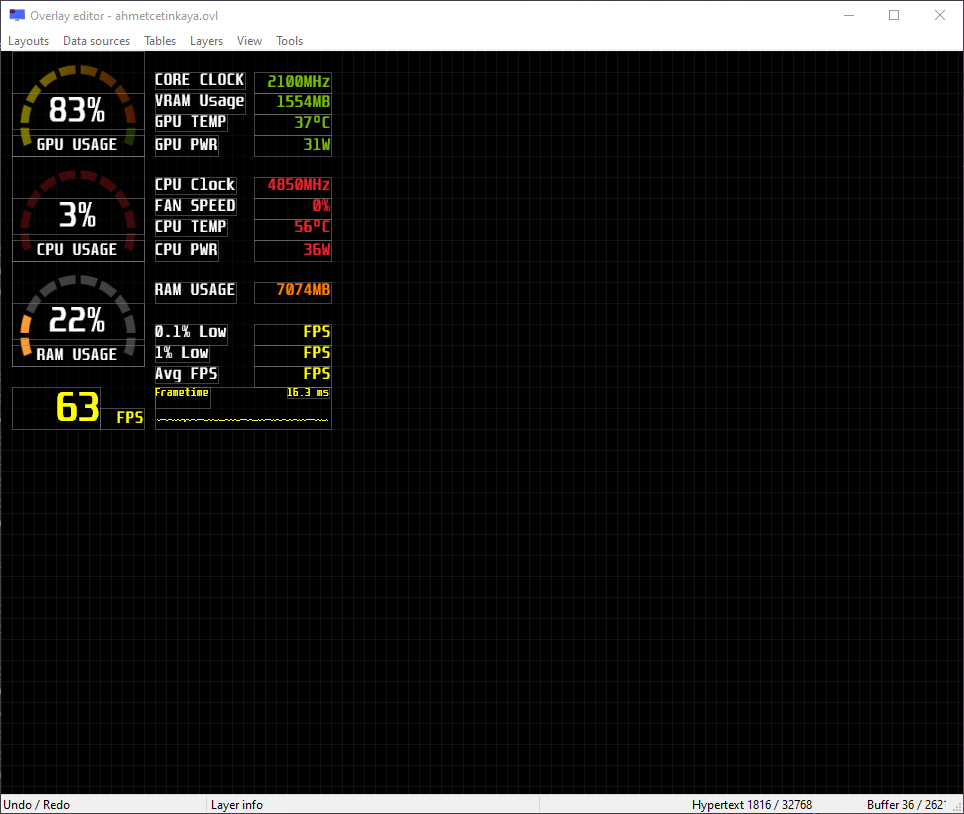 Overlay editor - ahmetcetinkaya.ovl
Layouts Data sources Tables Layers View Tools
83%
GPU USAGE
CORE CLOCK 2100MHz
VRAM Usage 1554MB
GPU TEMP 37°C
GPU PWR 31W
3%
CPU USAGE
CPU Clock 4850MHz
FAN SPEED 0%
CPU TEMP 56°C
CPU PWR 36W
22%
RAM USAGE
RAM USAGE 7074MB
0.1% Low FPS
1% Low FPS
Avg FPS FPS
63 FPS
Frametime 16.3 ms
Undo / Redo Layer info Hypertext 1816 / 32768 Buffer 36 / 262